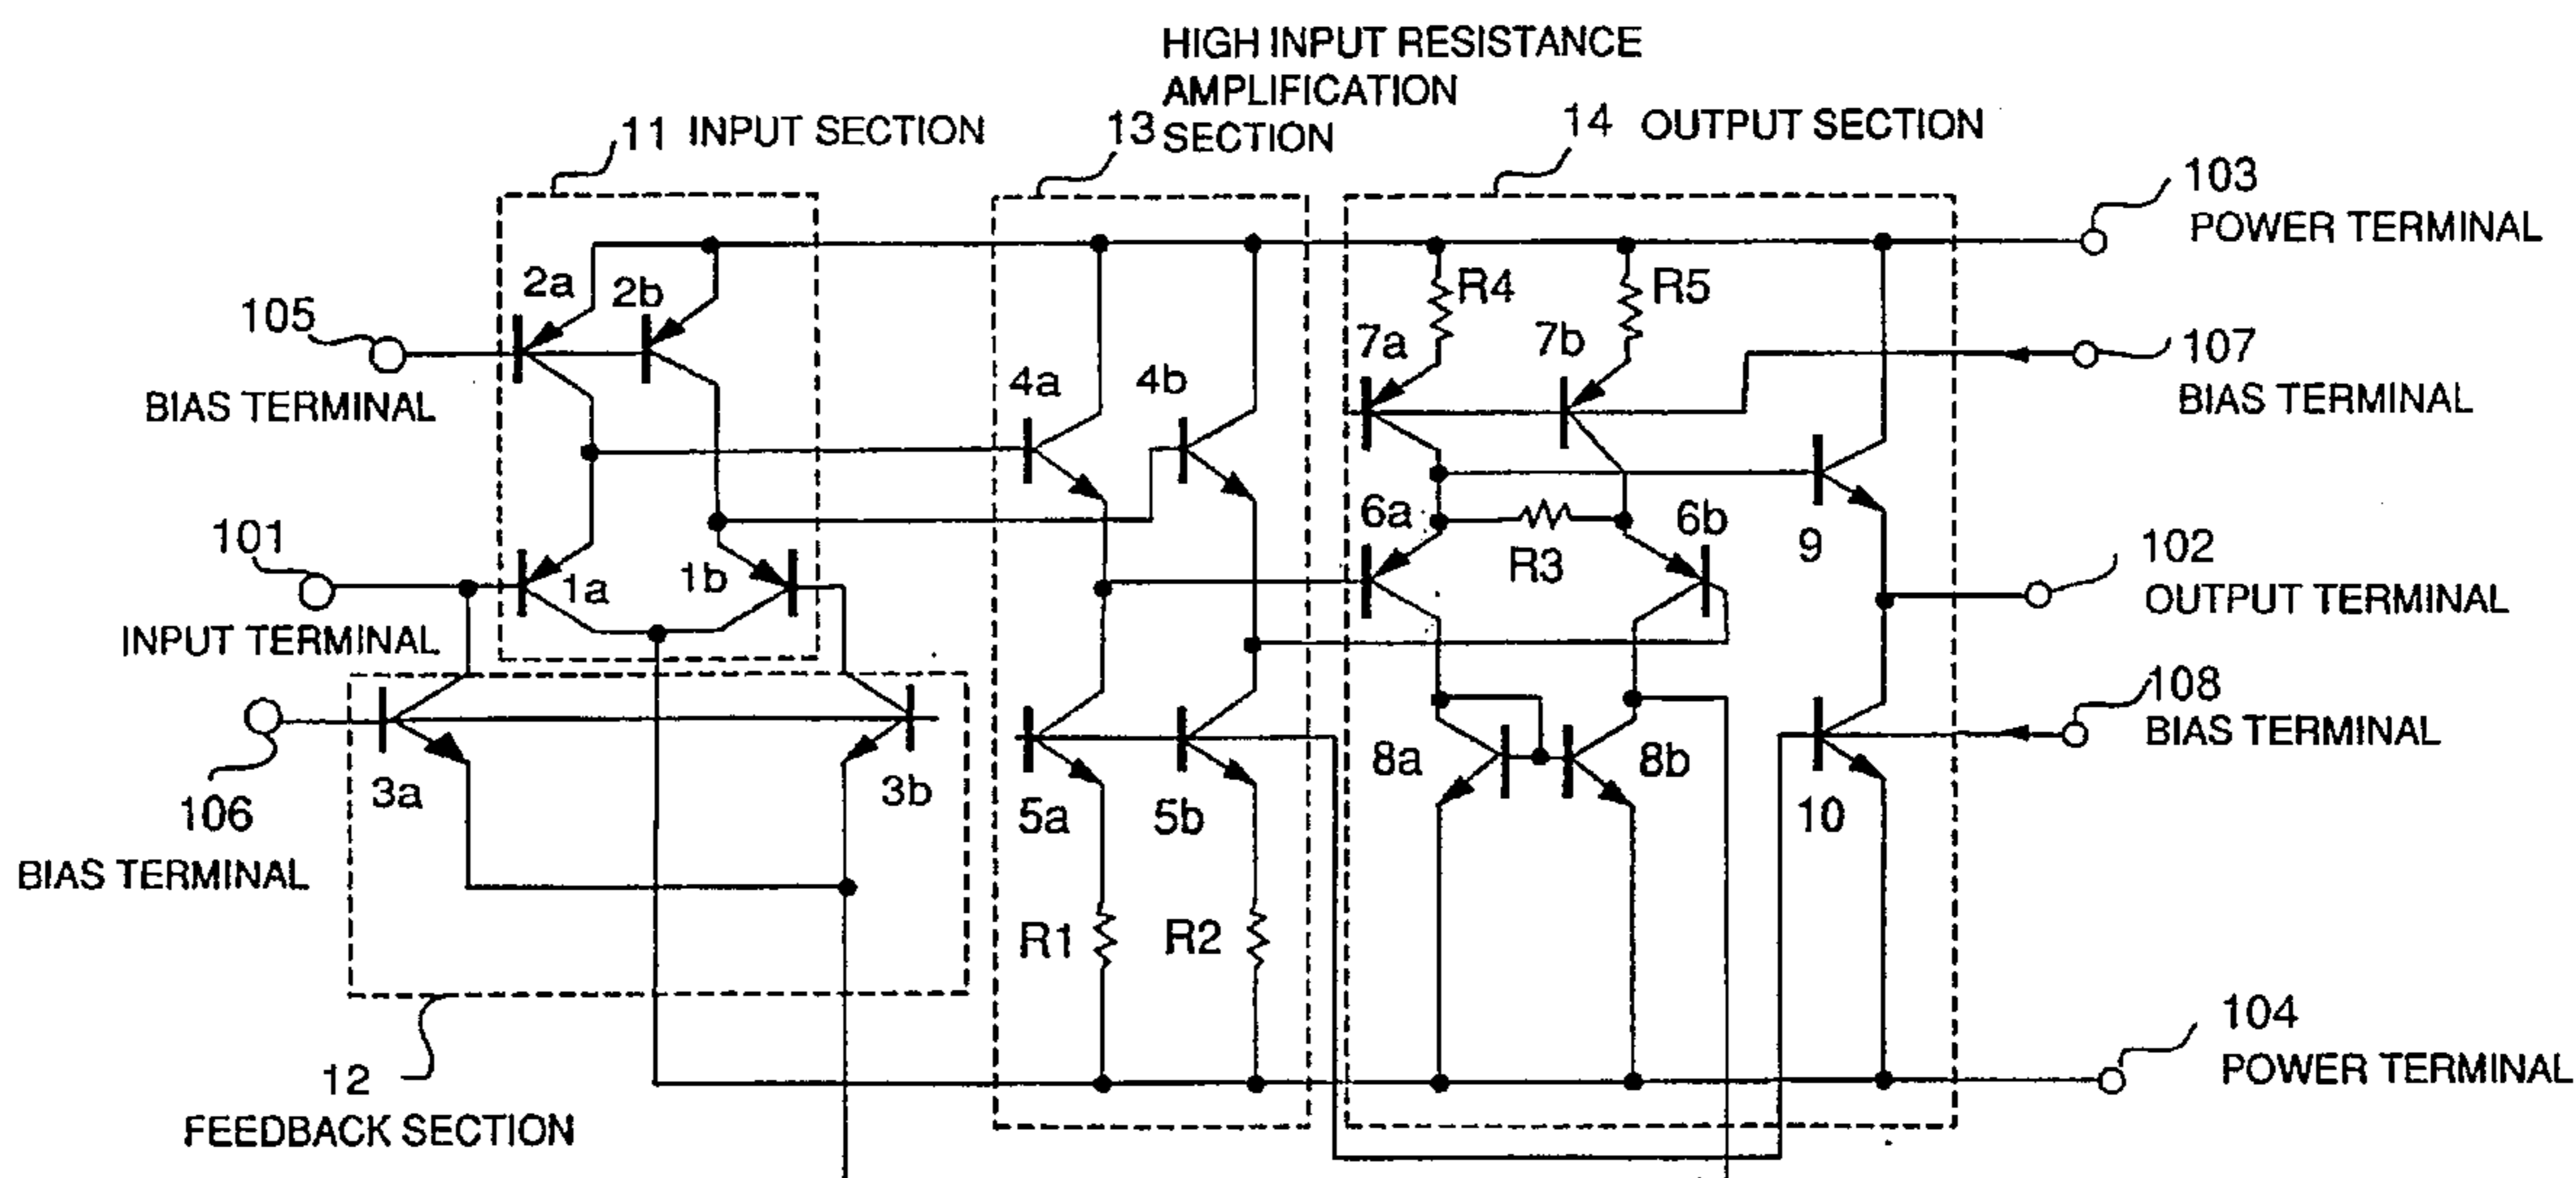 HIGH INPUT RESISTANCE
AMPLIFICATION
13 SECTION
11 INPUT SECTION
14 OUTPUT SECTION
103
POWER TERMINAL
2a
2b
R4
R5
105
BIAS TERMINAL
7a
7b
107
BIAS TERMINAL
4a
4b
6a
6b
R3
9
101
INPUT TERMINAL
1a
1b
102
OUTPUT TERMINAL
106
BIAS TERMINAL
3a
3b
5a
5b
8a
8b
10
108
BIAS TERMINAL
R1
R2
12
FEEDBACK SECTION
104
POWER TERMINAL